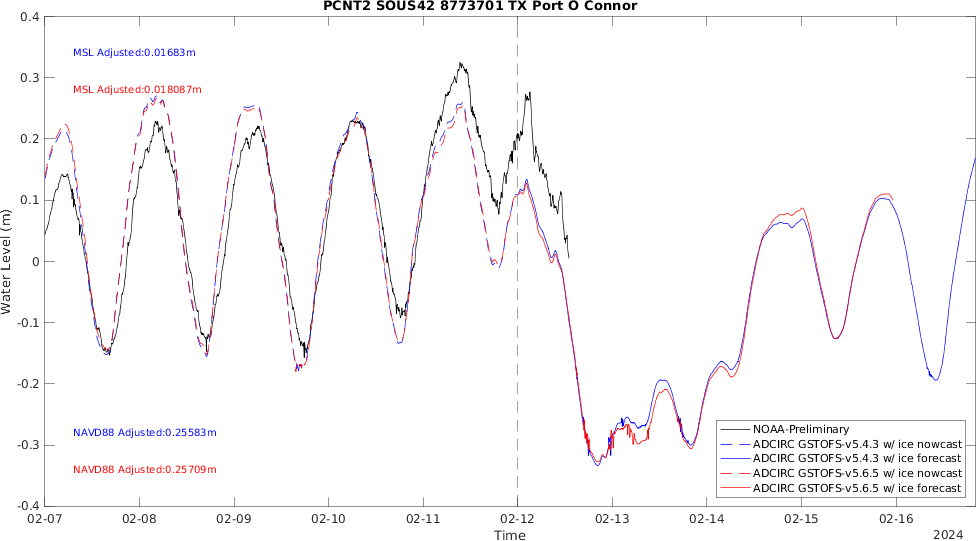 PCNT2 SOUS42 8773701 TX Port O Connor
0.4
0.3
0.2
0.1
0
-0.1
-0.2
-0.3
-0.4
Water Level (m)
MSL Adjusted:0.01683m
MSL Adjusted:0.018087m
NAVD88 Adjusted:0.25583m
NAVD88 Adjusted:0.25709m
NOAA-Preliminary
ADCIRC GSTOFS-v5.4.3 w/ ice nowcast
ADCIRC GSTOFS-v5.4.3 w/ ice forecast
ADCIRC GSTOFS-v5.6.5 w/ ice nowcast
ADCIRC GSTOFS-v5.6.5 w/ ice forecast
02-07 02-08 02-09 02-10 02-11 02-12 02-13 02-14 02-15 02-16
Time
2024